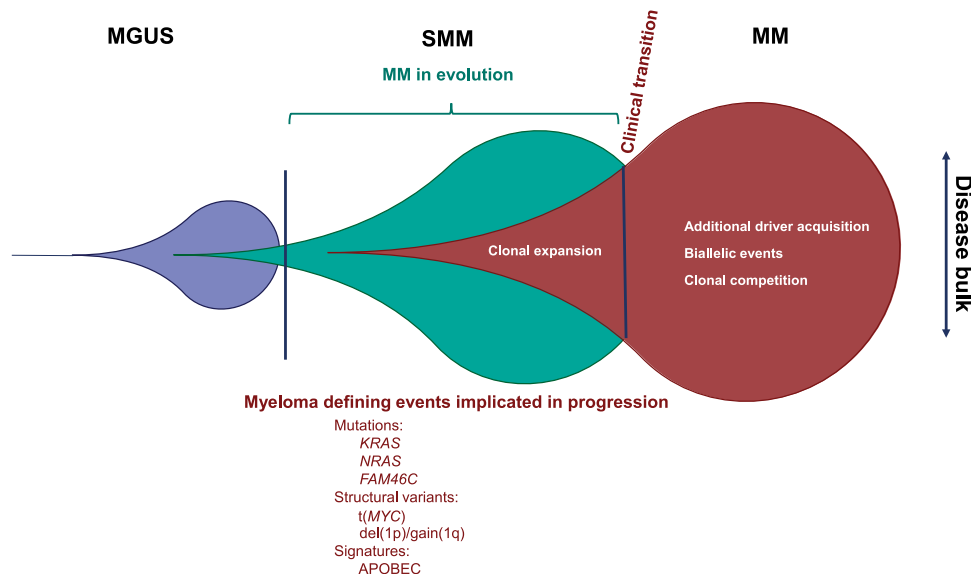 MGUS
SMM
MM
MM in evolution
Clinical transition
Clonal expansion
Additional driver acquisition
Biallelic events
Clonal competition
Disease bulk
Myeloma defining events implicated in progression
Mutations:
KRAS
NRAS
FAM46C
Structural variants:
t(MYC)
del(1p)/gain(1q)
Signatures:
APOBEC